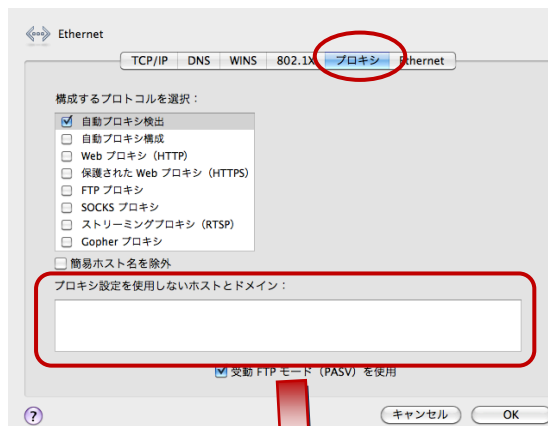 Ethernet
TCP/IP DNS WINS 802.1X プロキシ Ethernet
構成するプロトコルを選択：
自動プロキシ検出
自動プロキシ構成
Web プロキシ（HTTP）
保護された Web プロキシ（HTTPS）
FTP プロキシ
SOCKS プロキシ
ストリーミングプロキシ（RTSP）
Gopher プロキシ
簡易ホスト名を除外
プロキシ設定を使用しないホストとドメイン：
受動 FTP モード（PASV）を使用
? キャンセル OK